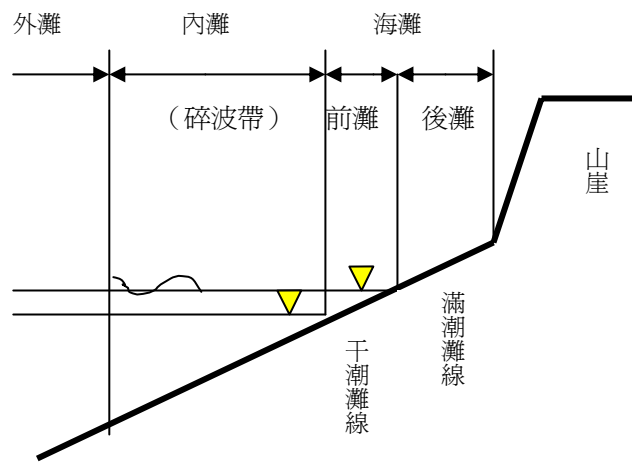 外灘 內灘 海灘
（碎波帶） 前灘 後灘
山崖
滿潮灘線
干潮灘線